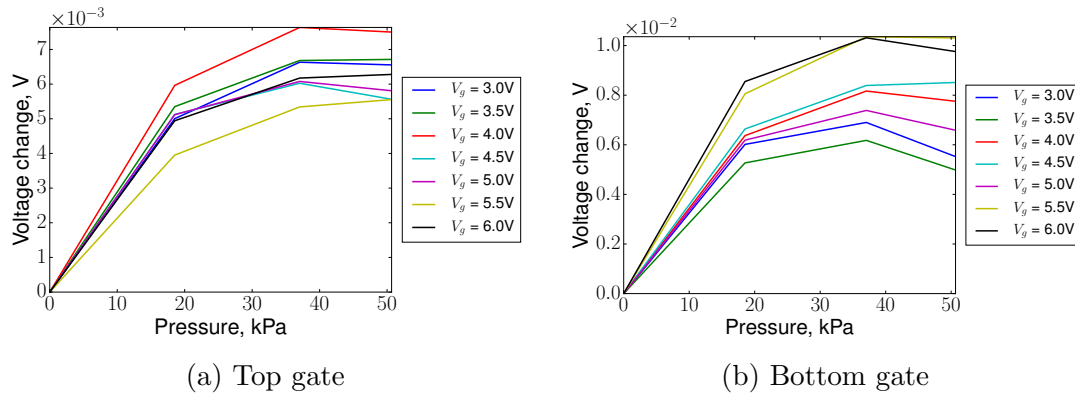 ×10⁻³
7
6
5
4
3
2
1
0
0 10 20 30 40 50
Voltage change, V
Pressure, kPa
V_g = 3.0V
V_g = 3.5V
V_g = 4.0V
V_g = 4.5V
V_g = 5.0V
V_g = 5.5V
V_g = 6.0V
(a) Top gate
×10⁻²
1.0
0.8
0.6
0.4
0.2
0.0
0 10 20 30 40 50
Voltage change, V
Pressure, kPa
V_g = 3.0V
V_g = 3.5V
V_g = 4.0V
V_g = 4.5V
V_g = 5.0V
V_g = 5.5V
V_g = 6.0V
(b) Bottom gate